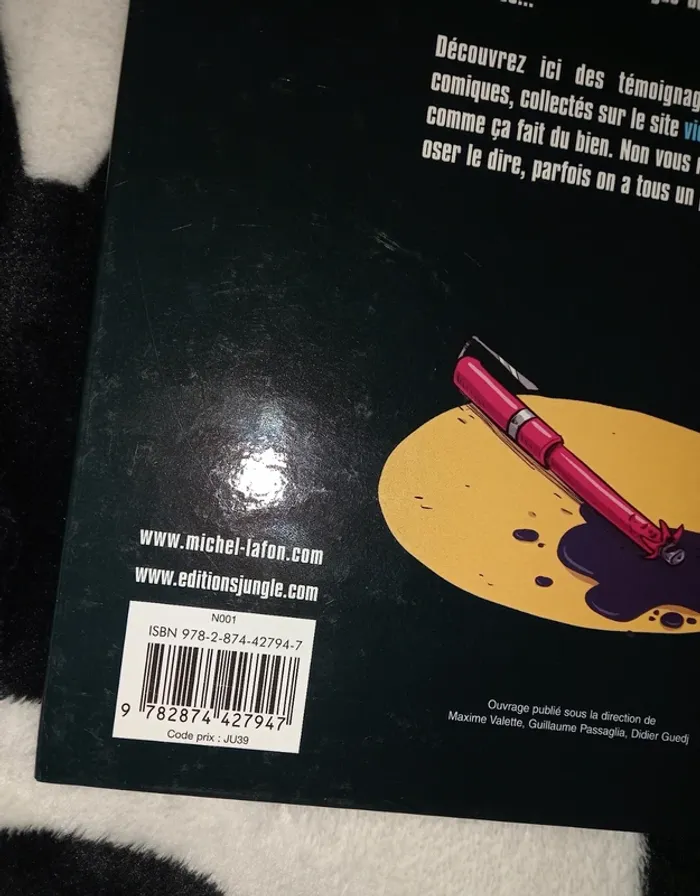 Découvrez ici des
comiques, collectés sur le site
comme ça fait du bien. Non vous
oser le dire, parfois on a tous un
www.michel-lafon.com
www.editionsjungle.com
N001
ISBN 978-2-874-42794-7
9 782874 427947
Code prix : JU39
Ouvrage publié sous la direction de
Maxime Valette, Guillaume Passaglia, Didier Guedj